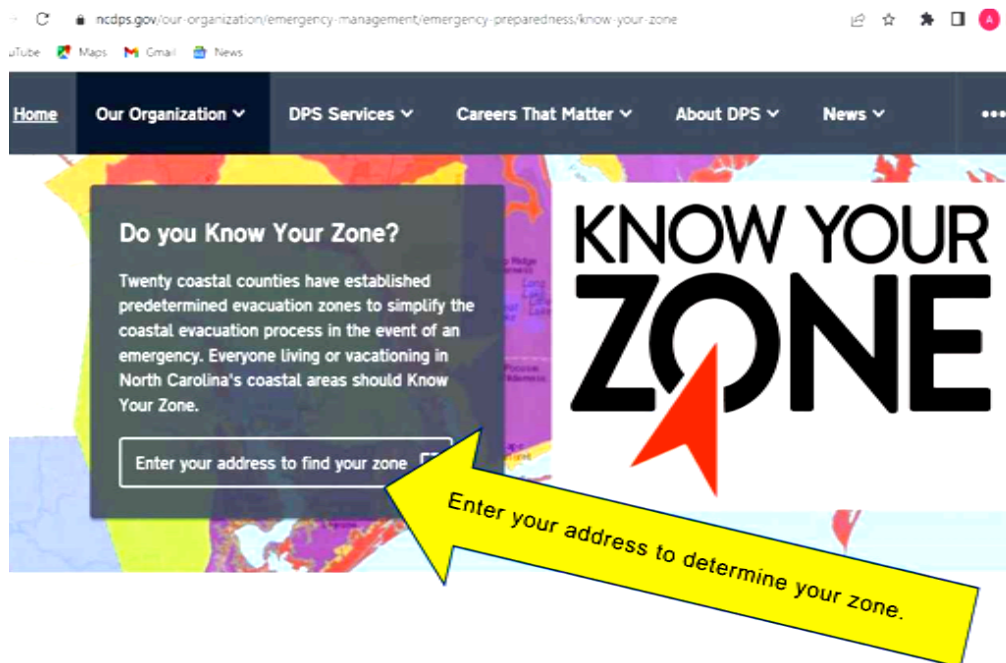 ncdps.gov/our-organization/emergency-management/emergency-preparedness/know-your-zone
A
uTube Maps Gmail News
Home Our Organization DPS Services Careers That Matter About DPS News
Do you Know Your Zone?
Twenty coastal counties have established
predetermined evacuation zones to simplify the
coastal evacuation process in the event of an
emergency. Everyone living or vacationing in
North Carolina's coastal areas should Know
Your Zone.
Enter your address to find your zone
KNOW YOUR
ZONE
Enter your address to determine your zone.